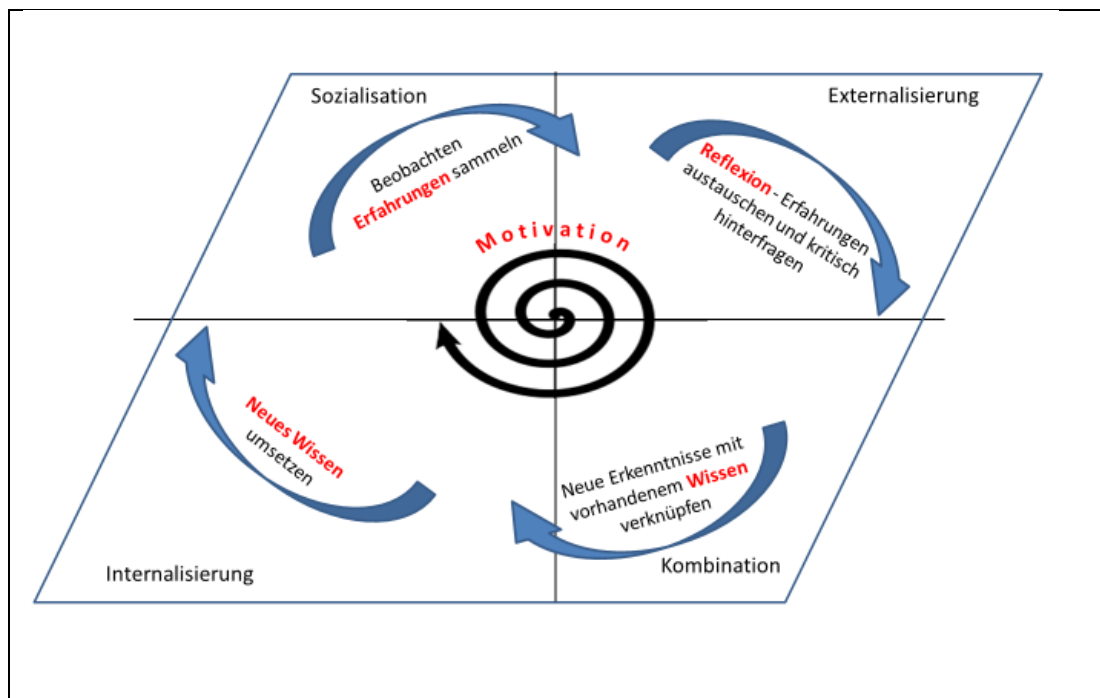 Sozialisation
Externalisierung
Beobachten
Erfahrungen sammeln
Reflexion - Erfahrungen
austauschen und kritisch
hinterfragen
Motivation
Neues Wissen
umsetzen
Neue Erkenntnisse mit
vorhandenem Wissen
verknüpfen
Internalisierung
Kombination